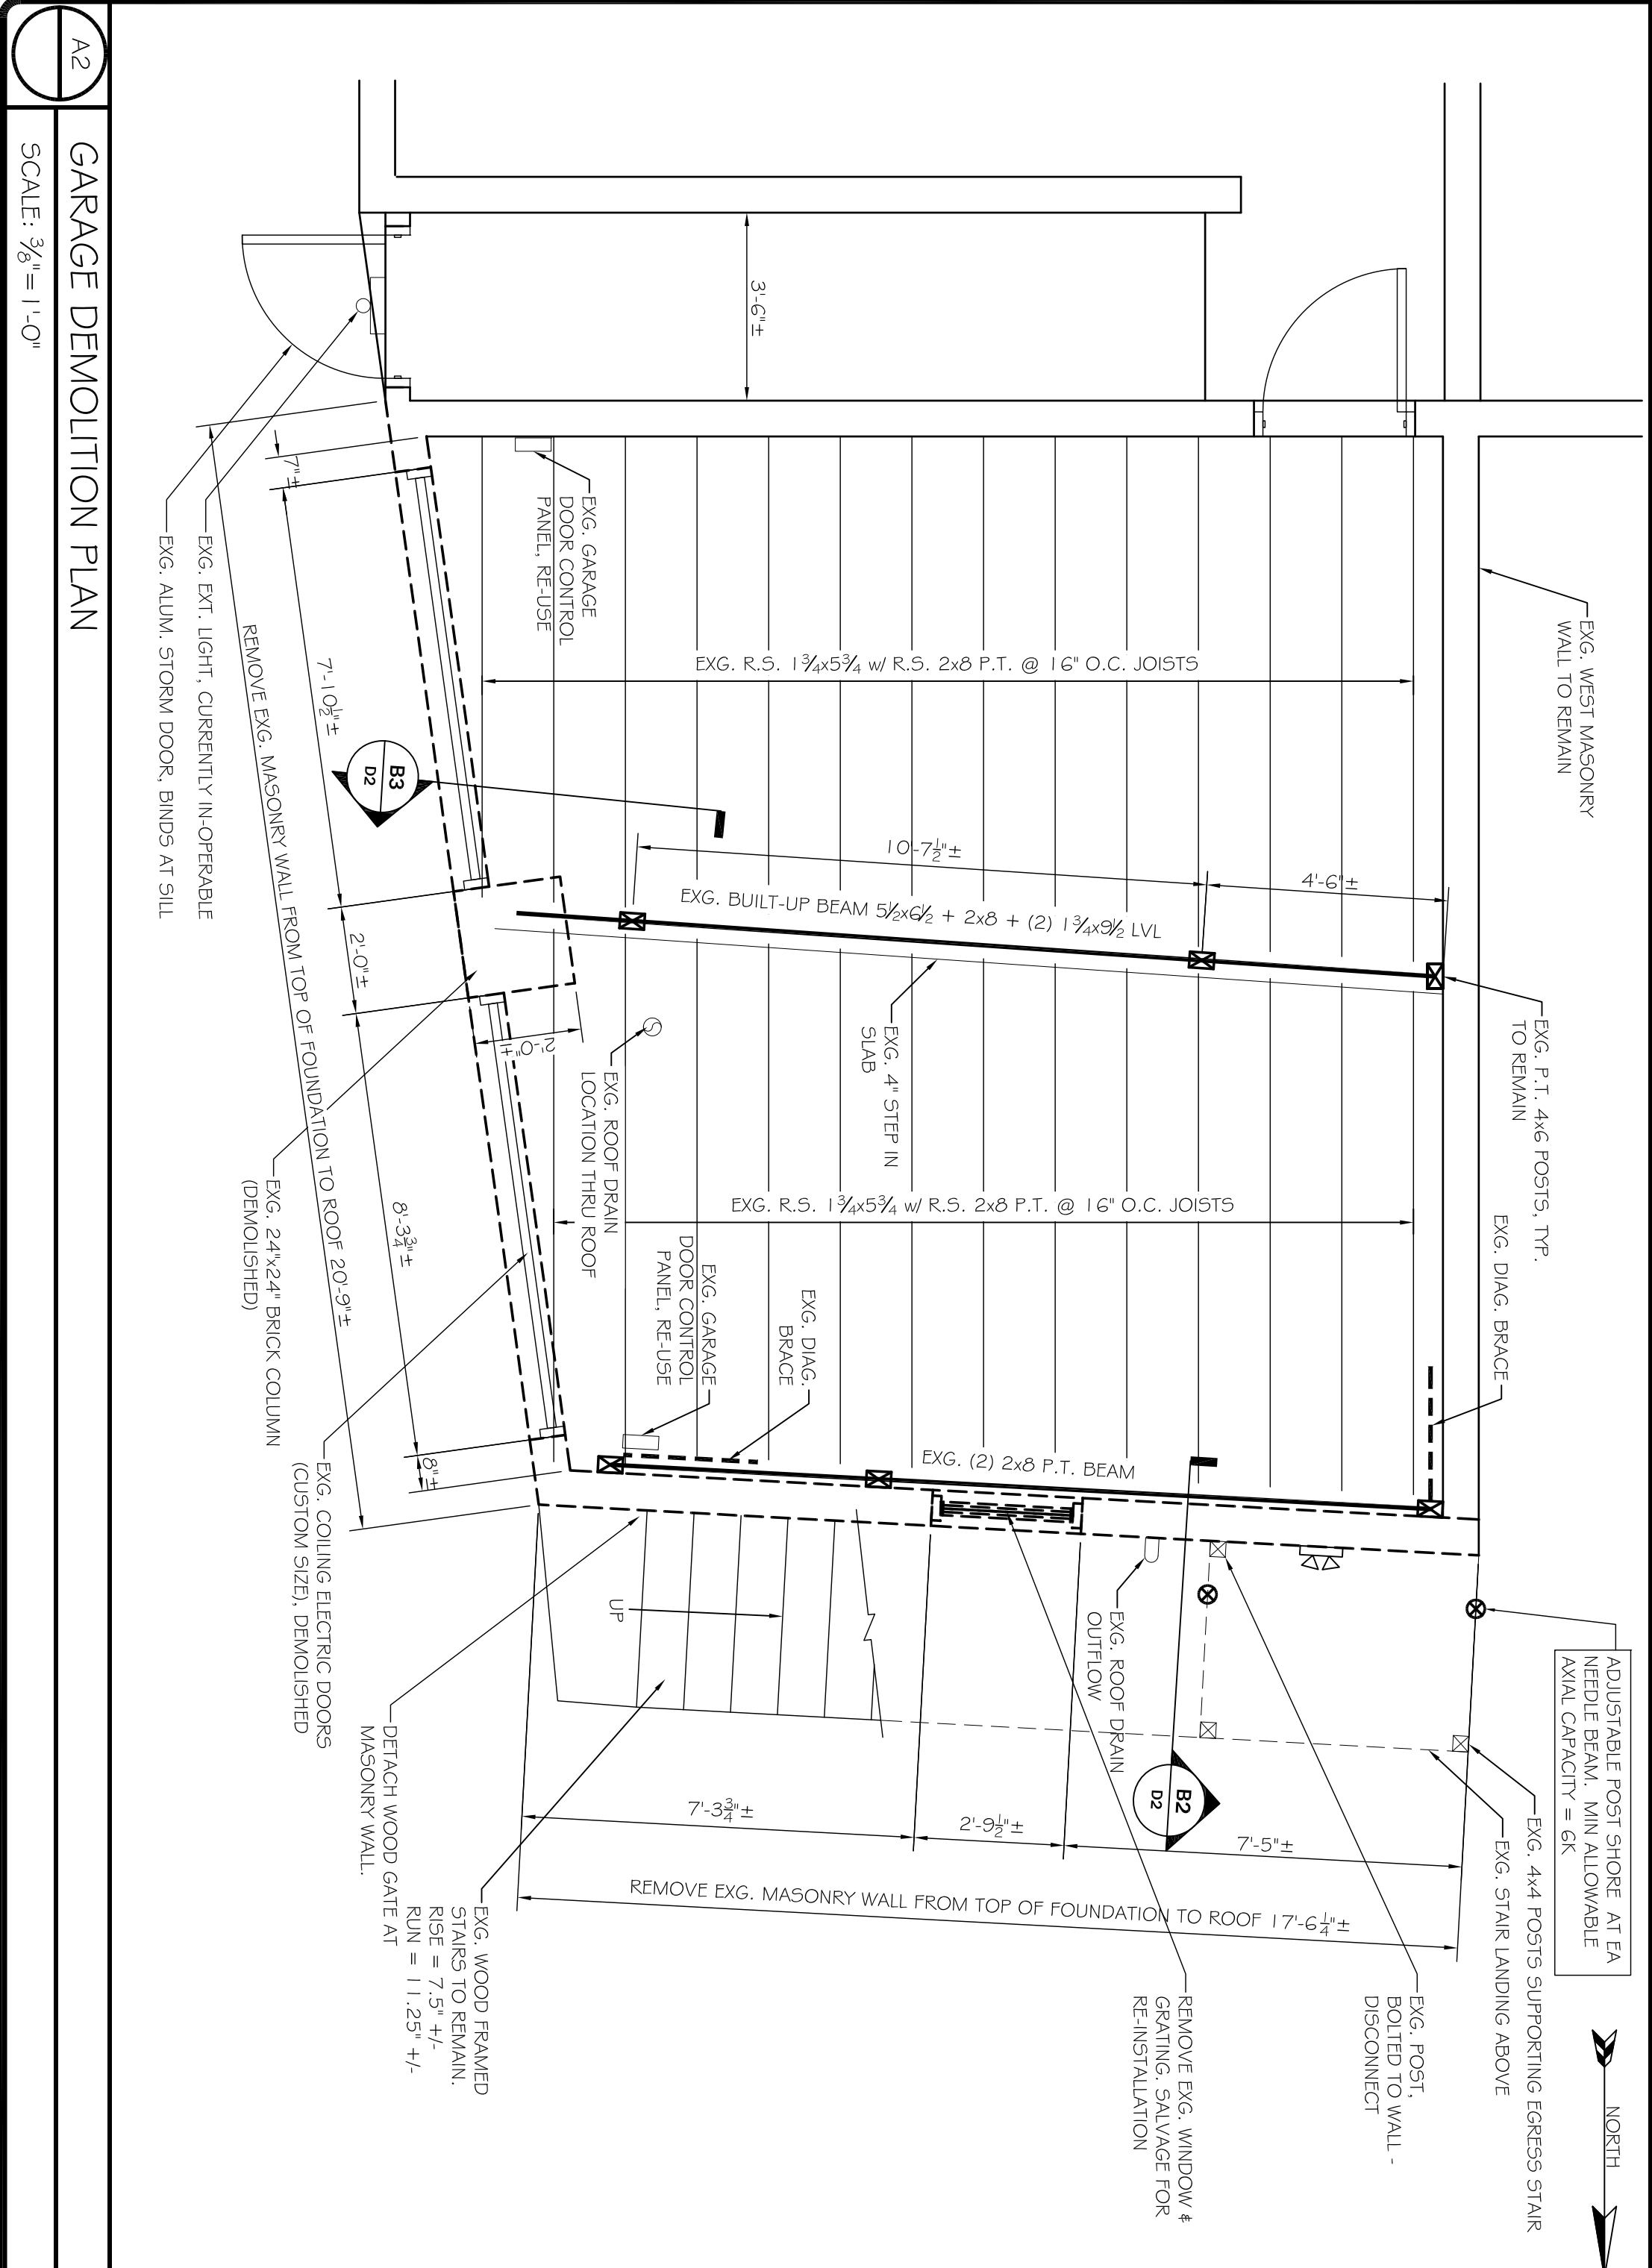 NORTH
ADJUSTABLE POST SHORE AT EA
NEEDLE BEAM. MIN ALLOWABLE
AXIAL CAPACITY = 6K
EXG. WEST MASONRY
WALL TO REMAIN
EXG. P.T. 4x6 POSTS, TYP.
TO REMAIN
EXG. DIAG. BRACE
EXG. 4x4 POSTS SUPPORTING EGRESS STAIR
EXG. STAIR LANDING ABOVE
EXG. POST,
BOLTED TO WALL -
DISCONNECT
REMOVE EXG. WINDOW &
GRATING. SALVAGE FOR
RE-INSTALLATION
4'-6"±
10'-7½"±
7'-5"±
2'-9½"±
7'-3¾"±
REMOVE EXG. MASONRY WALL FROM TOP OF FOUNDATION TO ROOF 17'-6¼"±
B2
D2
EXG. ROOF DRAIN
OUTFLOW
EXG. (2) 2x8 P.T. BEAM
EXG. BUILT-UP BEAM 5½x6½ + 2x8 + (2) 1¾x9½ LVL
EXG. 4" STEP IN
SLAB
EXG. R.S. 1¾x5¾ w/ R.S. 2x8 P.T. @ 16" O.C. JOISTS
EXG. R.S. 1¾x5¾ w/ R.S. 2x8 P.T. @ 16" O.C. JOISTS
3'-6"±
EXG. DIAG.
BRACE
EXG. GARAGE
DOOR CONTROL
PANEL, RE-USE
EXG. GARAGE
DOOR CONTROL
PANEL, RE-USE
EXG. ROOF DRAIN
LOCATION THRU ROOF
UP
2'-0"±
B3
D2
7"±
7'-10½"±
2'-0"±
8'-3¾"±
8"±
REMOVE EXG. MASONRY WALL FROM TOP OF FOUNDATION TO ROOF 20'-9"±
EXG. WOOD FRAMED
STAIRS TO REMAIN.
RISE = 7.5" +/-
RUN = 11.25" +/-
DETACH WOOD GATE AT
MASONRY WALL.
EXG. COILING ELECTRIC DOORS
(CUSTOM SIZE), DEMOLISHED
EXG. 24"x24" BRICK COLUMN
(DEMOLISHED)
EXG. EXT. LIGHT, CURRENTLY IN-OPERABLE
EXG. ALUM. STORM DOOR, BINDS AT SILL
A2
GARAGE DEMOLITION PLAN
SCALE: ⅜"= 1'-0"